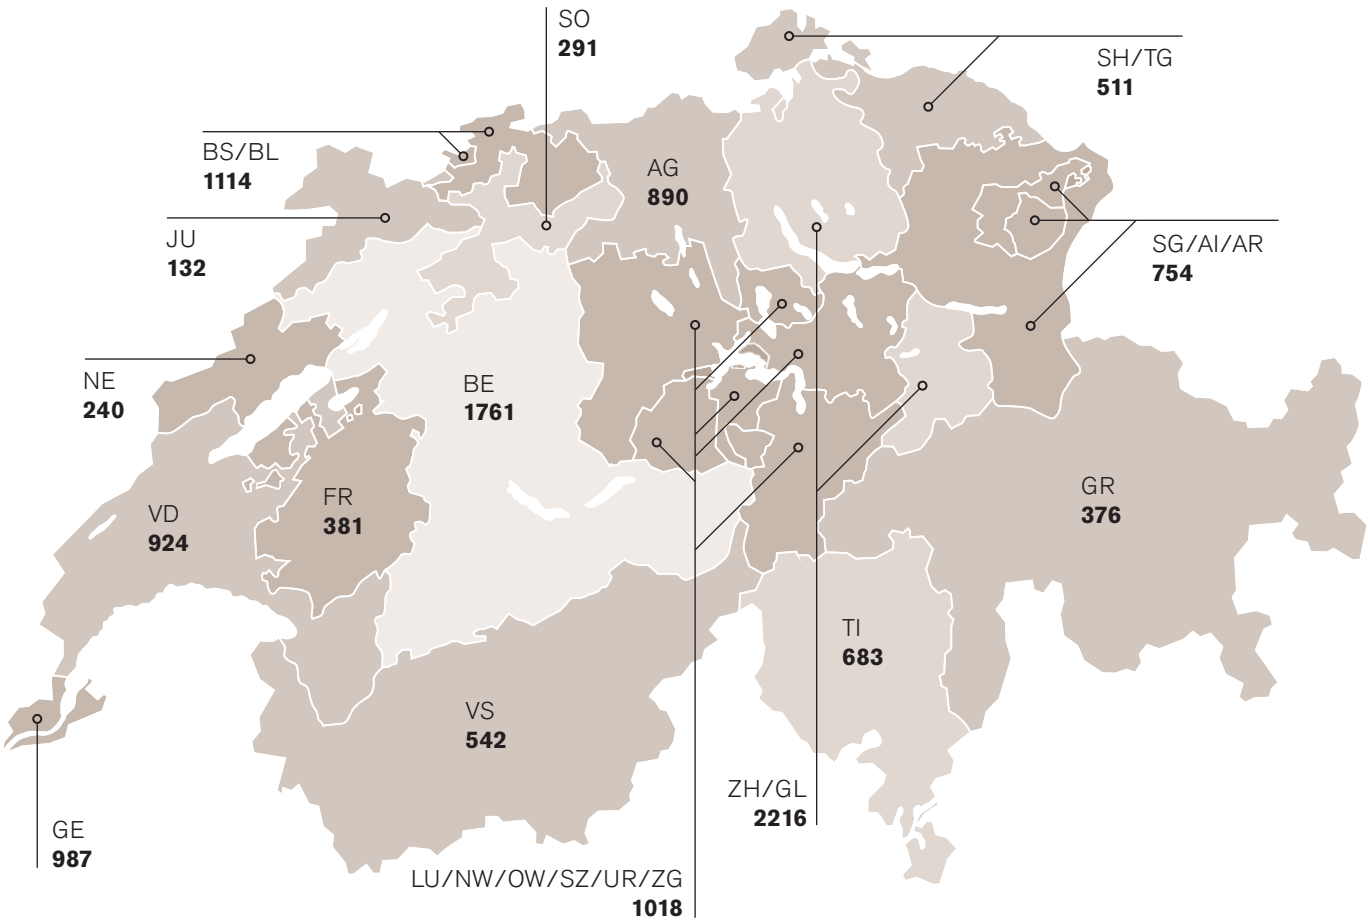 SO
291
SH/TG
511
BS/BL
1114
AG
890
JU
132
SG/AI/AR
754
NE
240
BE
1761
FR
381
GR
376
VD
924
TI
683
VS
542
ZH/GL
2216
GE
987
LU/NW/OW/SZ/UR/ZG
1018